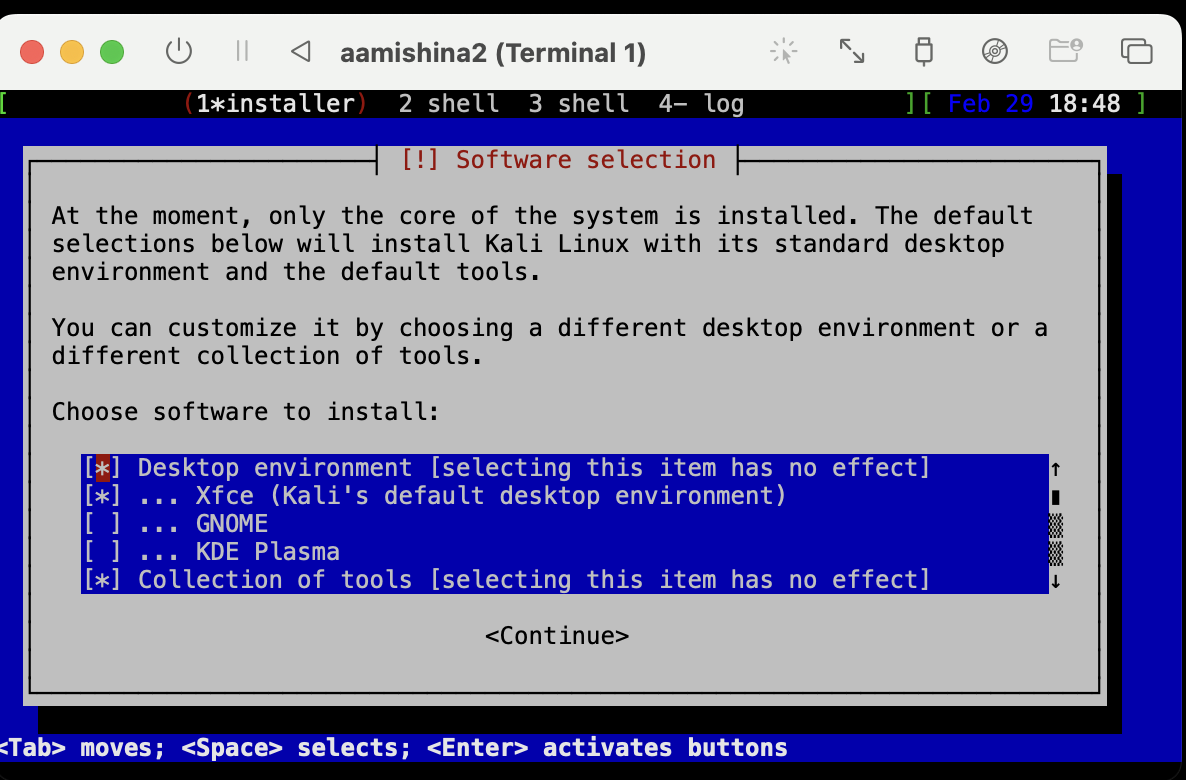 aamishina2 (Terminal 1)
[ (1*installer) 2 shell 3 shell 4- log ][ Feb 29 18:48 ]
[!] Software selection
At the moment, only the core of the system is installed. The default
selections below will install Kali Linux with its standard desktop
environment and the default tools.
You can customize it by choosing a different desktop environment or a
different collection of tools.
Choose software to install:
[*] Desktop environment [selecting this item has no effect]
[*] ... Xfce (Kali's default desktop environment)
[ ] ... GNOME
[ ] ... KDE Plasma
[*] Collection of tools [selecting this item has no effect]
<Continue>
<Tab> moves; <Space> selects; <Enter> activates buttons